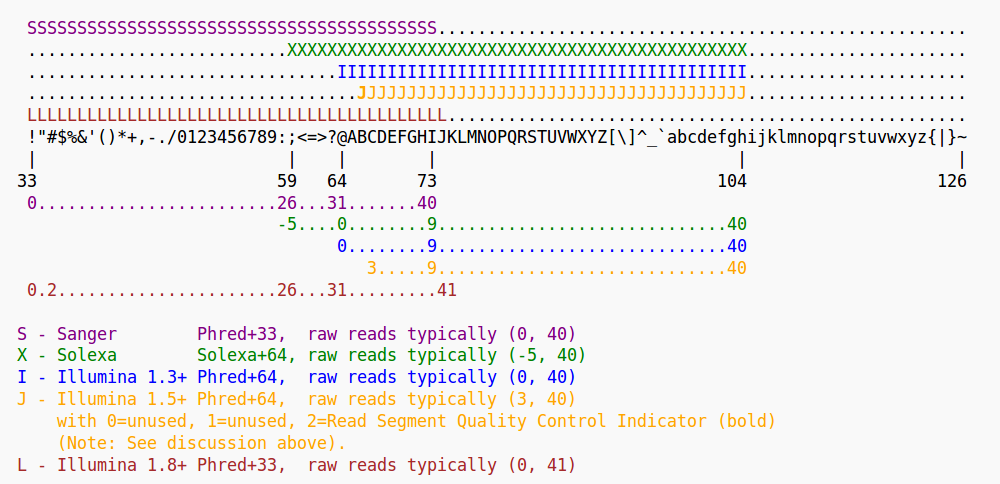 SSSSSSSSSSSSSSSSSSSSSSSSSSSSSSSSSSSSSSSSS.....................................................
..........................XXXXXXXXXXXXXXXXXXXXXXXXXXXXXXXXXXXXXXXXXXXXXX......................
...............................IIIIIIIIIIIIIIIIIIIIIIIIIIIIIIIIIIIIIIIII......................
.................................JJJJJJJJJJJJJJJJJJJJJJJJJJJJJJJJJJJJJJJ......................
LLLLLLLLLLLLLLLLLLLLLLLLLLLLLLLLLLLLLLLLLL....................................................
!"#$%&'()*+,-./0123456789:;<=>?@ABCDEFGHIJKLMNOPQRSTUVWXYZ[\]^_`abcdefghijklmnopqrstuvwxyz{|}~
| | | | | |
33 59 64 73 104 126
0........................26...31.......40
-5....0........9.............................40
0........9.............................40
3.....9.............................40
0.2......................26...31.........41
S - Sanger Phred+33, raw reads typically (0, 40)
X - Solexa Solexa+64, raw reads typically (-5, 40)
I - Illumina 1.3+ Phred+64, raw reads typically (0, 40)
J - Illumina 1.5+ Phred+64, raw reads typically (3, 40)
with 0=unused, 1=unused, 2=Read Segment Quality Control Indicator (bold)
(Note: See discussion above).
L - Illumina 1.8+ Phred+33, raw reads typically (0, 41)